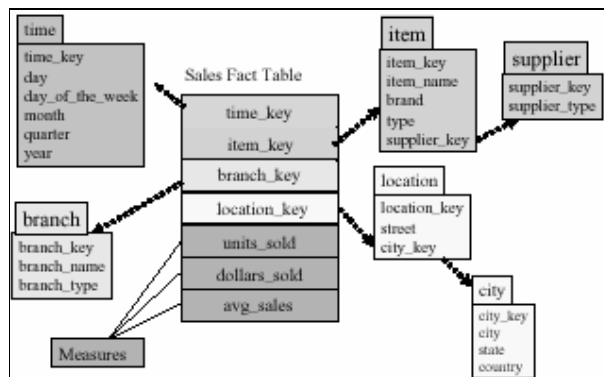 time
time_key
day
day_of_the_week
month
quarter
year
Sales Fact Table
time_key
item_key
branch_key
location_key
units_sold
dollars_sold
avg_sales
Measures
branch
branch_key
branch_name
branch_type
item
item_key
item_name
brand
type
supplier_key
supplier
supplier_key
supplier_type
location
location_key
street
city_key
city
city_key
city
state
country